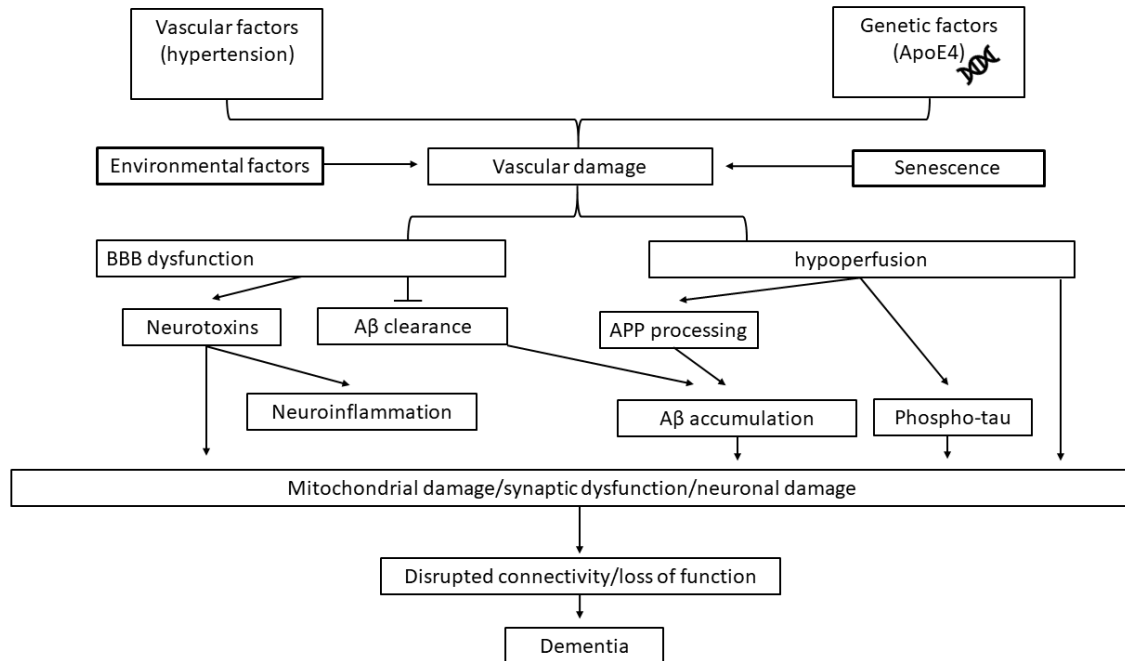 Vascular factors
(hypertension)
Genetic factors
(ApoE4)
Environmental factors
Vascular damage
Senescence
BBB dysfunction
hypoperfusion
Neurotoxins
Aβ clearance
APP processing
Neuroinflammation
Aβ accumulation
Phospho-tau
Mitochondrial damage/synaptic dysfunction/neuronal damage
Disrupted connectivity/loss of function
Dementia